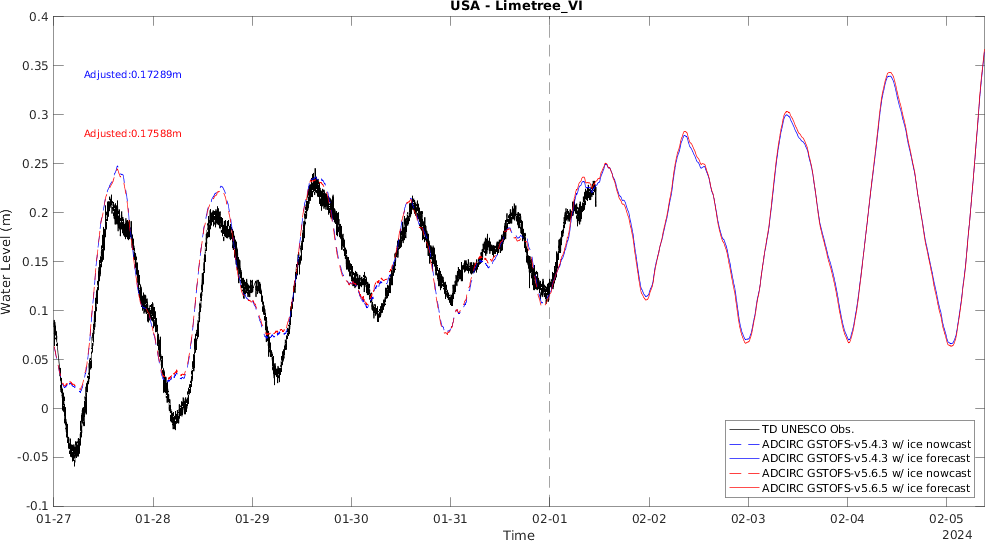 USA - Limetree_VI
0.4
0.35
0.3
0.25
0.2
0.15
0.1
0.05
0
-0.05
-0.1
Water Level (m)
Adjusted:0.17289m
Adjusted:0.17588m
TD UNESCO Obs.
ADCIRC GSTOFS-v5.4.3 w/ ice nowcast
ADCIRC GSTOFS-v5.4.3 w/ ice forecast
ADCIRC GSTOFS-v5.6.5 w/ ice nowcast
ADCIRC GSTOFS-v5.6.5 w/ ice forecast
01-27 01-28 01-29 01-30 01-31 02-01 02-02 02-03 02-04 02-05
Time
2024